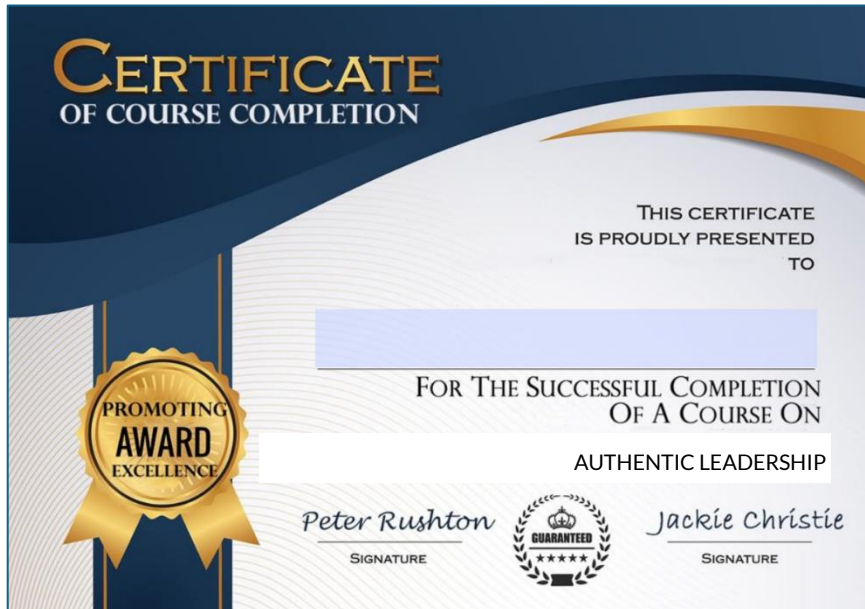 CERTIFICATE
OF COURSE COMPLETION
THIS CERTIFICATE
IS PROUDLY PRESENTED
TO
FOR THE SUCCESSFUL COMPLETION
OF A COURSE ON
PROMOTING
AWARD
EXCELLENCE
AUTHENTIC LEADERSHIP
Peter Rushton
SIGNATURE
GUARANTEED
Jackie Christie
SIGNATURE